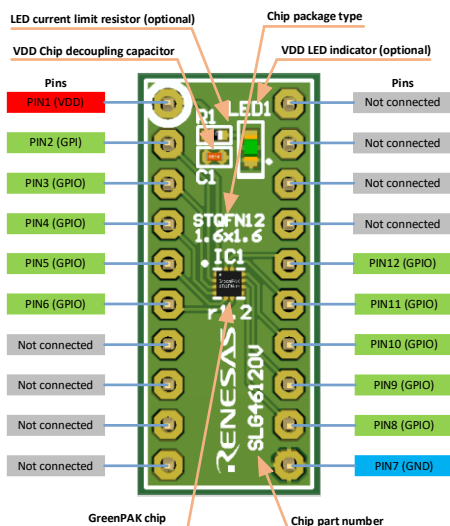 LED current limit resistor (optional)
Chip package type
VDD Chip decoupling capacitor
VDD LED indicator (optional)
Pins
Pins
PIN1 (VDD)
Not connected
PIN2 (GPI)
Not connected
PIN3 (GPIO)
Not connected
PIN4 (GPIO)
Not connected
PIN5 (GPIO)
PIN12 (GPIO)
PIN6 (GPIO)
PIN11 (GPIO)
Not connected
PIN10 (GPIO)
Not connected
PIN9 (GPIO)
Not connected
PIN8 (GPIO)
Not connected
PIN7 (GND)
R1
LED1
C1
STQFN12
1.6x1.6
IC1
GreenPAK
r1.2
RENESAS
SLG46120V
GreenPAK chip
Chip part number